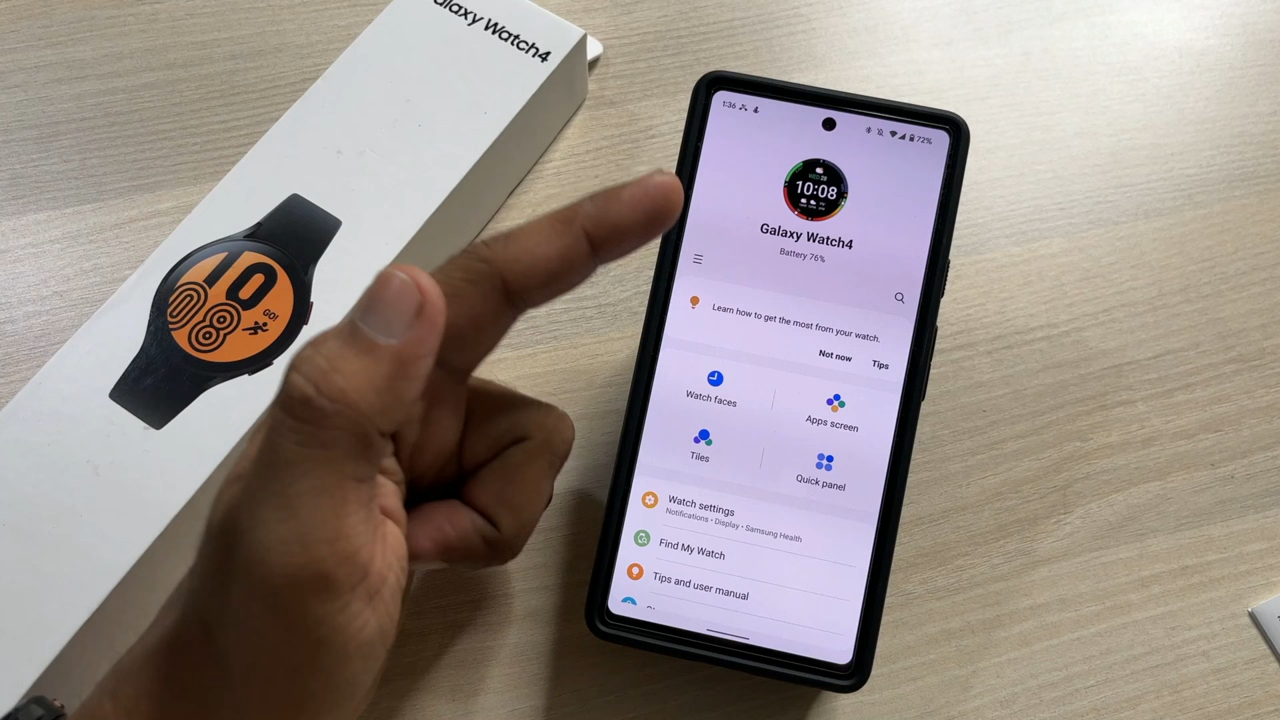 Galaxy Watch4
10
08
GO!
1:36
72%
WED 28
10:08
Galaxy Watch4
Battery 76%
Learn how to get the most from your watch.
Not now
Tips
Watch faces
Apps screen
Tiles
Quick panel
Watch settings
Notifications • Display • Samsung Health
Find My Watch
Tips and user manual